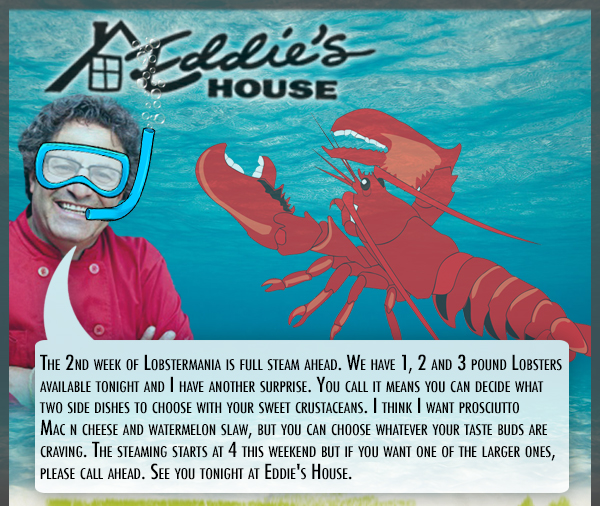 Eddie's
HOUSE
The 2nd week of Lobstermania is full steam ahead. We have 1, 2 and 3 pound Lobsters
available tonight and I have another surprise. You call it means you can decide what
two side dishes to choose with your sweet crustaceans. I think I want prosciutto
Mac n cheese and watermelon slaw, but you can choose whatever your taste buds are
craving. The steaming starts at 4 this weekend but if you want one of the larger ones,
please call ahead. See you tonight at Eddie's House.